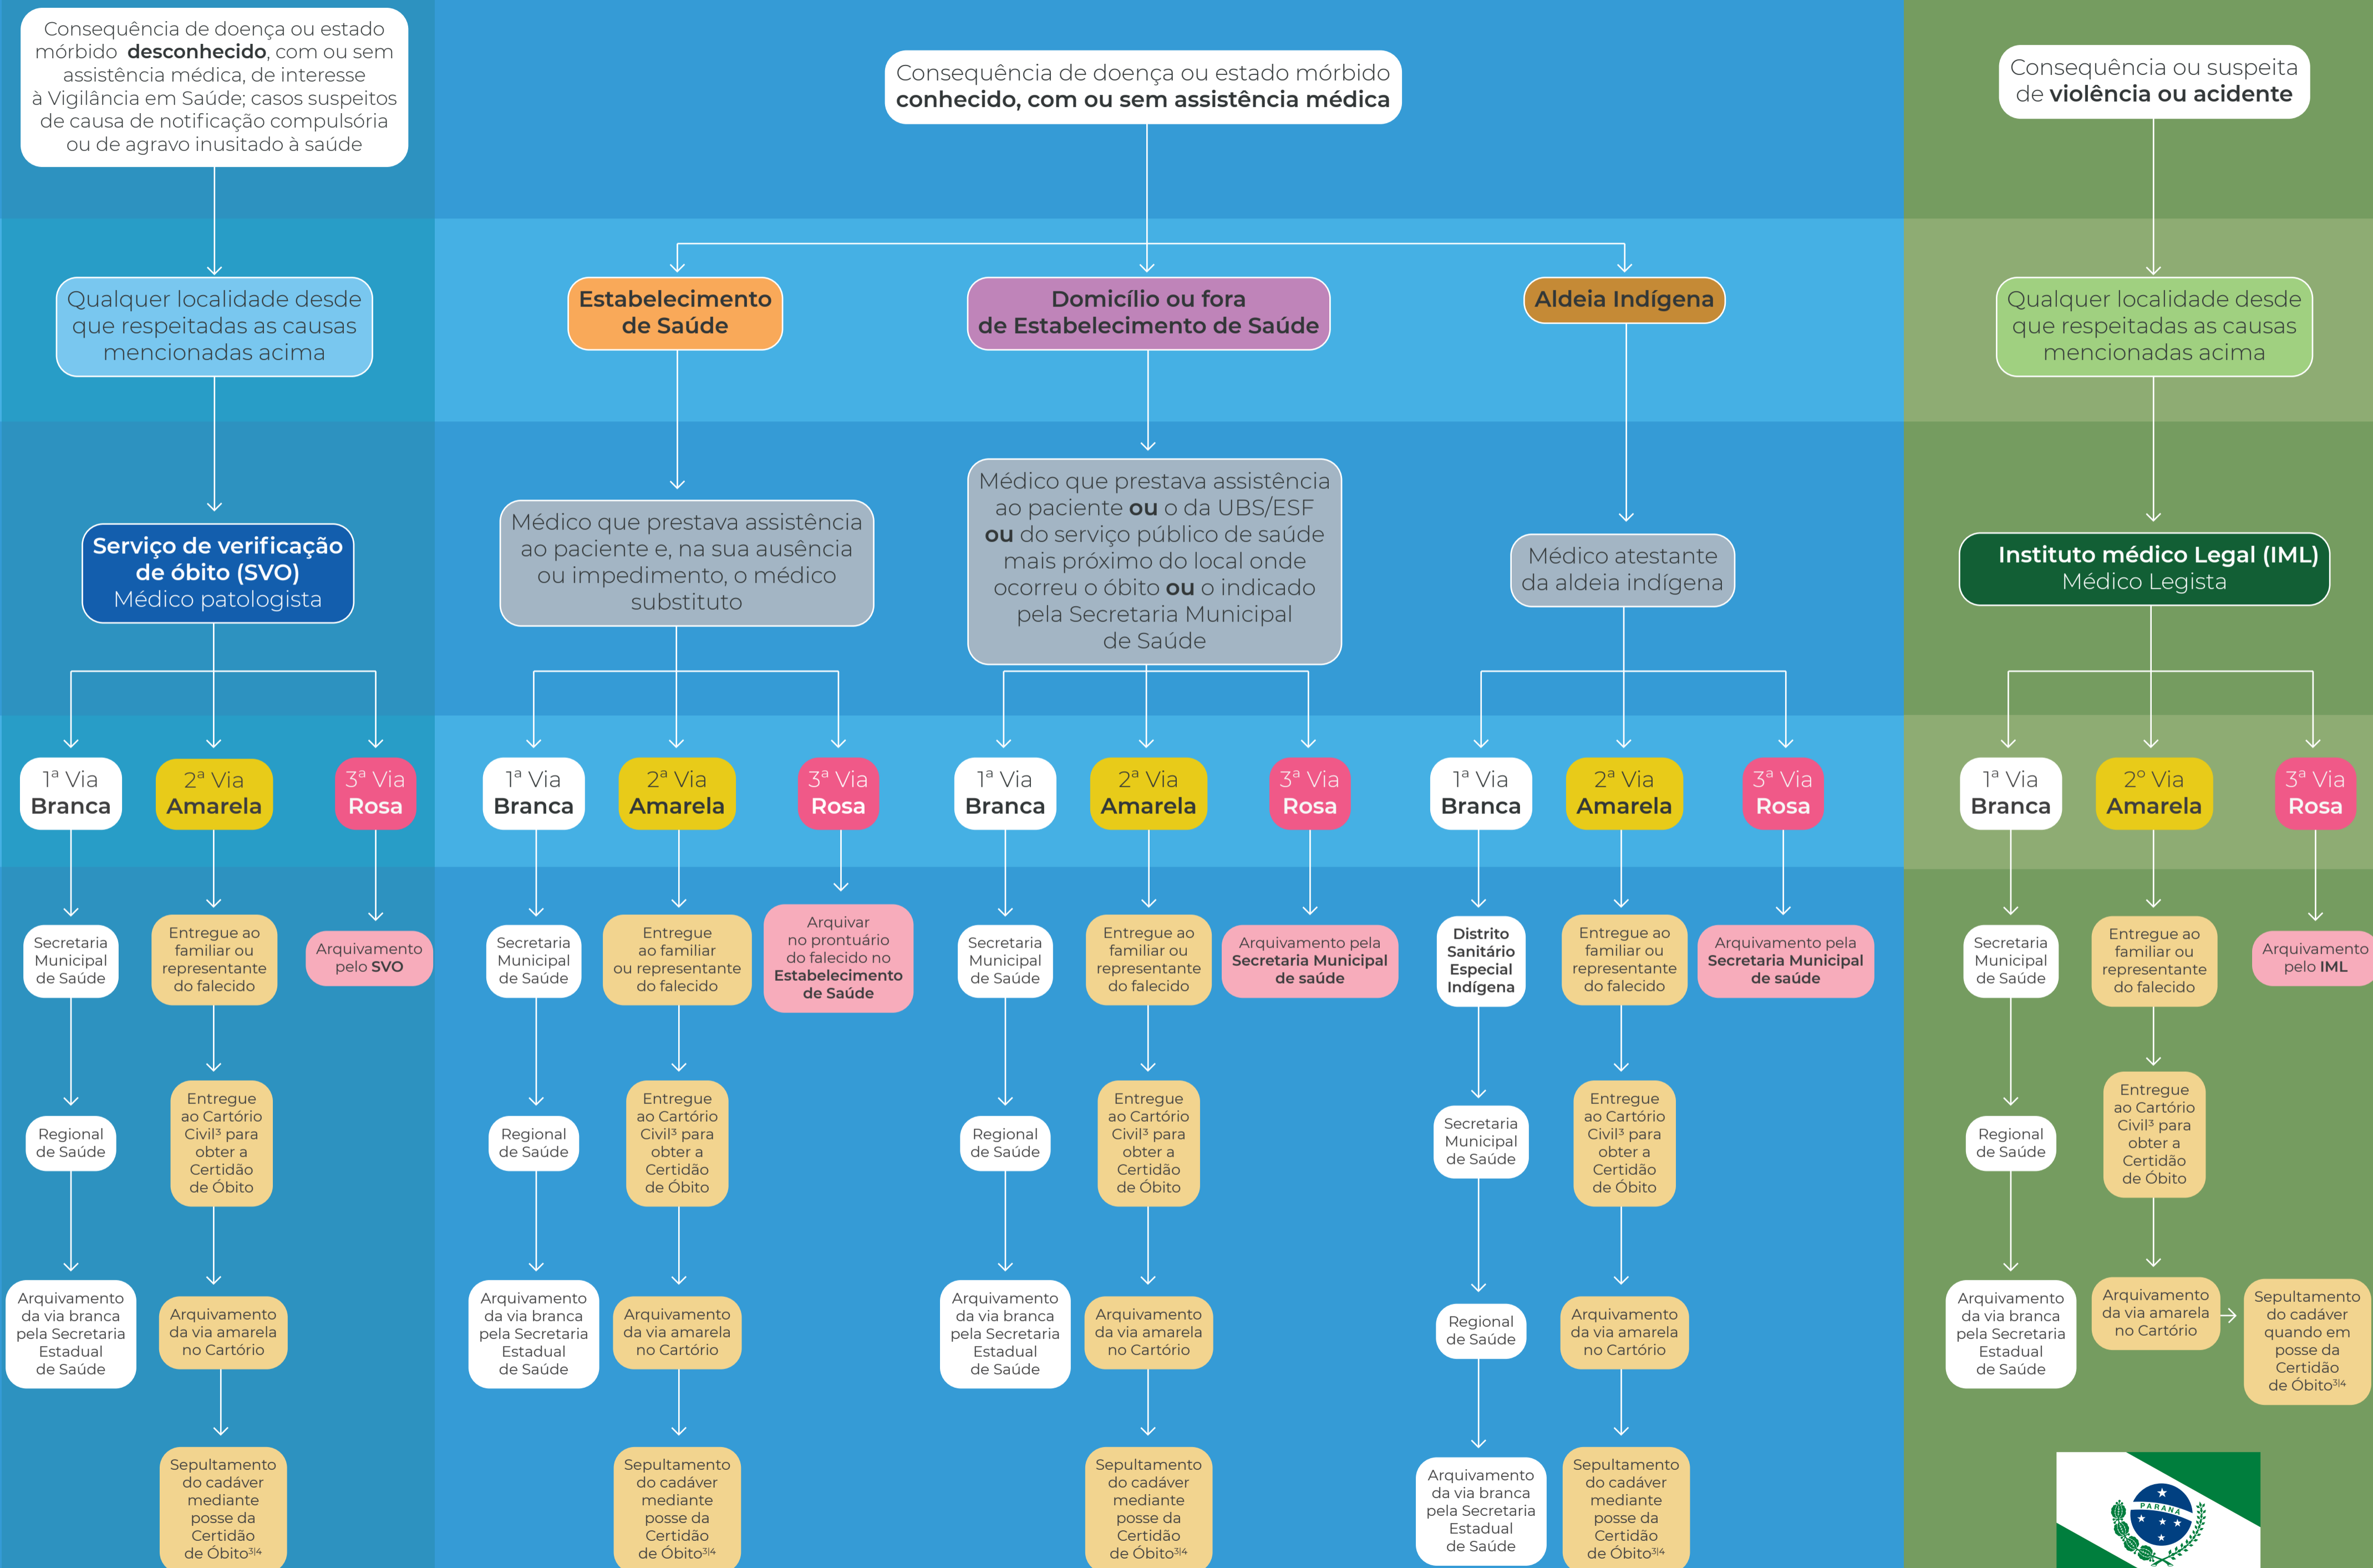 Consequência de doença ou estado
mórbido desconhecido, com ou sem
assistência médica, de interesse
à Vigilância em Saúde; casos suspeitos
de causa de notificação compulsória
ou de agravo inusitado à saúde
Consequência de doença ou estado mórbido
conhecido, com ou sem assistência médica
Consequência ou suspeita
de violência ou acidente
Qualquer localidade desde
que respeitadas as causas
mencionadas acima
Estabelecimento
de Saúde
Domicílio ou fora
de Estabelecimento de Saúde
Aldeia Indígena
Qualquer localidade desde
que respeitadas as causas
mencionadas acima
Serviço de verificação
de óbito (SVO)
Médico patologista
Médico que prestava assistência
ao paciente e, na sua ausência
ou impedimento, o médico
substituto
Médico que prestava assistência
ao paciente ou o da UBS/ESF
ou do serviço público de saúde
mais próximo do local onde
ocorreu o óbito ou o indicado
pela Secretaria Municipal
de Saúde
Médico atestante
da aldeia indígena
Instituto médico Legal (IML)
Médico Legista
1ª Via
Branca
2ª Via
Amarela
3ª Via
Rosa
1ª Via
Branca
2ª Via
Amarela
3ª Via
Rosa
1ª Via
Branca
2ª Via
Amarela
3ª Via
Rosa
1ª Via
Branca
2ª Via
Amarela
3ª Via
Rosa
1ª Via
Branca
2º Via
Amarela
3ª Via
Rosa
Secretaria
Municipal
de Saúde
Entregue ao
familiar ou
representante
do falecido
Arquivamento
pelo SVO
Secretaria
Municipal
de Saúde
Entregue
ao familiar
ou representante
do falecido
Arquivar
no prontuário
do falecido no
Estabelecimento
de Saúde
Secretaria
Municipal
de Saúde
Entregue ao
familiar ou
representante
do falecido
Arquivamento pela
Secretaria Municipal
de saúde
Distrito
Sanitário
Especial
Indígena
Entregue ao
familiar ou
representante
do falecido
Arquivamento pela
Secretaria Municipal
de saúde
Secretaria
Municipal
de Saúde
Entregue ao
familiar ou
representante
do falecido
Arquivamento
pelo IML
Regional
de Saúde
Entregue
ao Cartório
Civil³ para
obter a
Certidão
de Óbito
Regional
de Saúde
Entregue
ao Cartório
Civil³ para
obter a
Certidão
de Óbito
Regional
de Saúde
Entregue
ao Cartório
Civil³ para
obter a
Certidão
de Óbito
Secretaria
Municipal
de Saúde
Entregue
ao Cartório
Civil³ para
obter a
Certidão
de Óbito
Regional
de Saúde
Entregue
ao Cartório
Civil³ para
obter a
Certidão
de Óbito
Arquivamento
da via branca
pela Secretaria
Estadual
de Saúde
Arquivamento
da via amarela
no Cartório
Arquivamento
da via branca
pela Secretaria
Estadual
de Saúde
Arquivamento
da via amarela
no Cartório
Arquivamento
da via branca
pela Secretaria
Estadual
de Saúde
Arquivamento
da via amarela
no Cartório
Regional
de Saúde
Arquivamento
da via amarela
no Cartório
Arquivamento
da via branca
pela Secretaria
Estadual
de Saúde
Arquivamento
da via amarela
no Cartório
Sepultamento
do cadáver
quando em
posse da
Certidão
de Óbito³|⁴
Sepultamento
do cadáver
mediante
posse da
Certidão
de Óbito³|⁴
Sepultamento
do cadáver
mediante
posse da
Certidão
de Óbito³|⁴
Sepultamento
do cadáver
mediante
posse da
Certidão
de Óbito³|⁴
Arquivamento
da via branca
pela Secretaria
Estadual
de Saúde
Sepultamento
do cadáver
mediante
posse da
Certidão
de Óbito³|⁴
PARANÁ